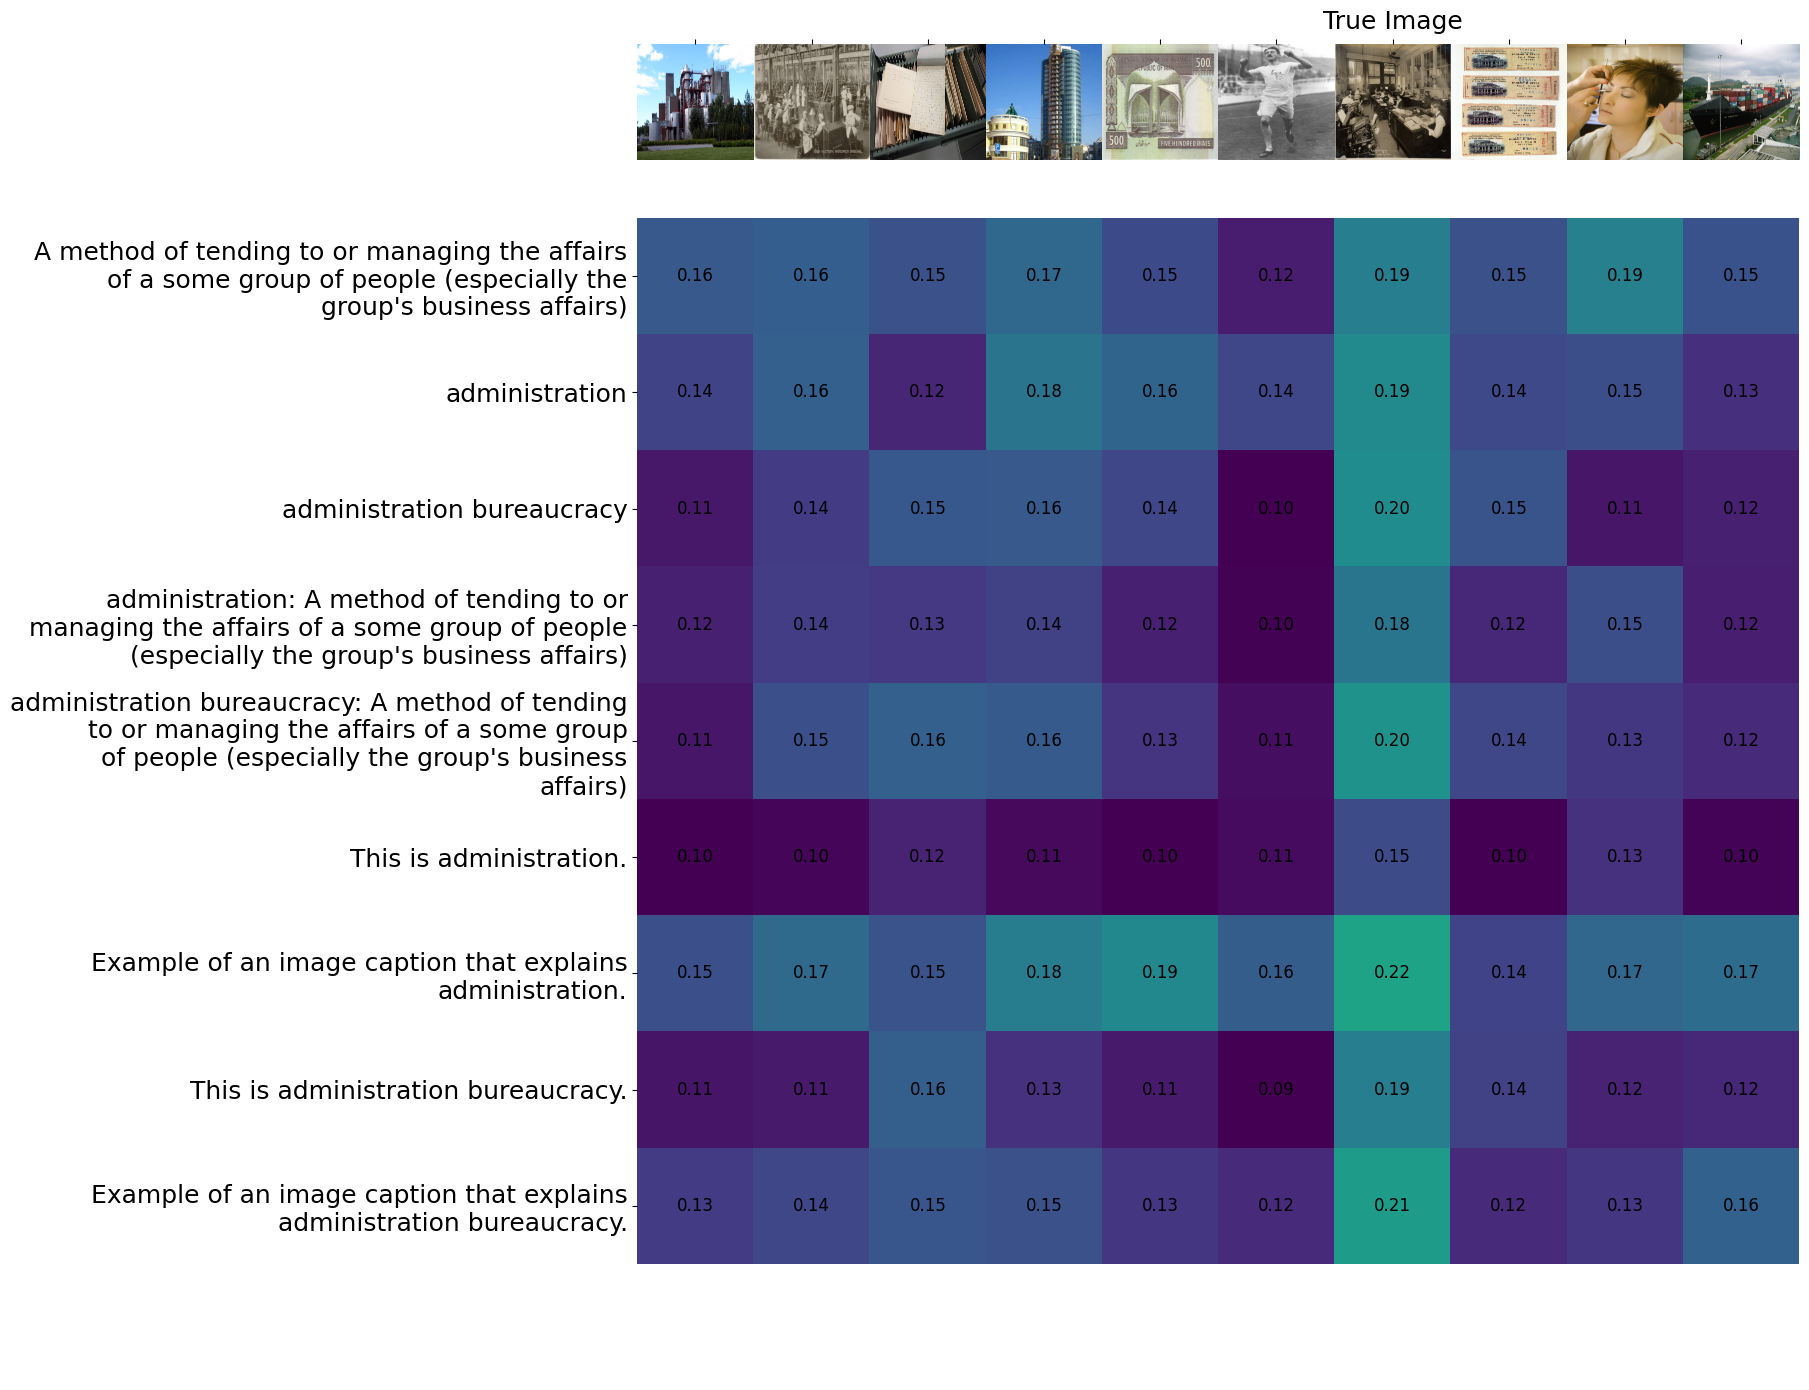 True Image
500
500
FIVE HUNDRED RIALS
A method of tending to or managing the affairs
of a some group of people (especially the
group's business affairs)
0.16 0.16 0.15 0.17 0.15 0.12 0.19 0.15 0.19 0.15
administration
0.14 0.16 0.12 0.18 0.16 0.14 0.19 0.14 0.15 0.13
administration bureaucracy
0.11 0.14 0.15 0.16 0.14 0.10 0.20 0.15 0.11 0.12
administration: A method of tending to or
managing the affairs of a some group of people
(especially the group's business affairs)
0.12 0.14 0.13 0.14 0.12 0.10 0.18 0.12 0.15 0.12
administration bureaucracy: A method of tending
to or managing the affairs of a some group
of people (especially the group's business
affairs)
0.11 0.15 0.16 0.16 0.13 0.11 0.20 0.14 0.13 0.12
This is administration.
0.10 0.10 0.12 0.11 0.10 0.11 0.15 0.10 0.13 0.10
Example of an image caption that explains
administration.
0.15 0.17 0.15 0.18 0.19 0.16 0.22 0.14 0.17 0.17
This is administration bureaucracy.
0.11 0.11 0.16 0.13 0.11 0.09 0.19 0.14 0.12 0.12
Example of an image caption that explains
administration bureaucracy.
0.13 0.14 0.15 0.15 0.13 0.12 0.21 0.12 0.13 0.16